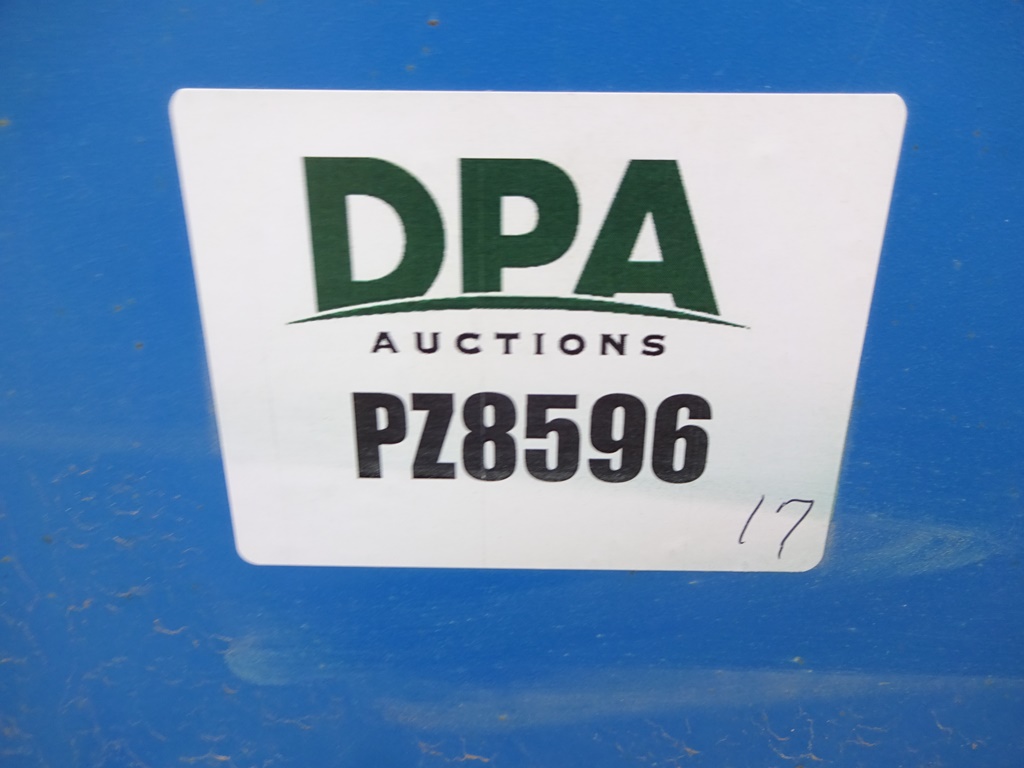 DPA
AUCTIONS
PZ8596
17